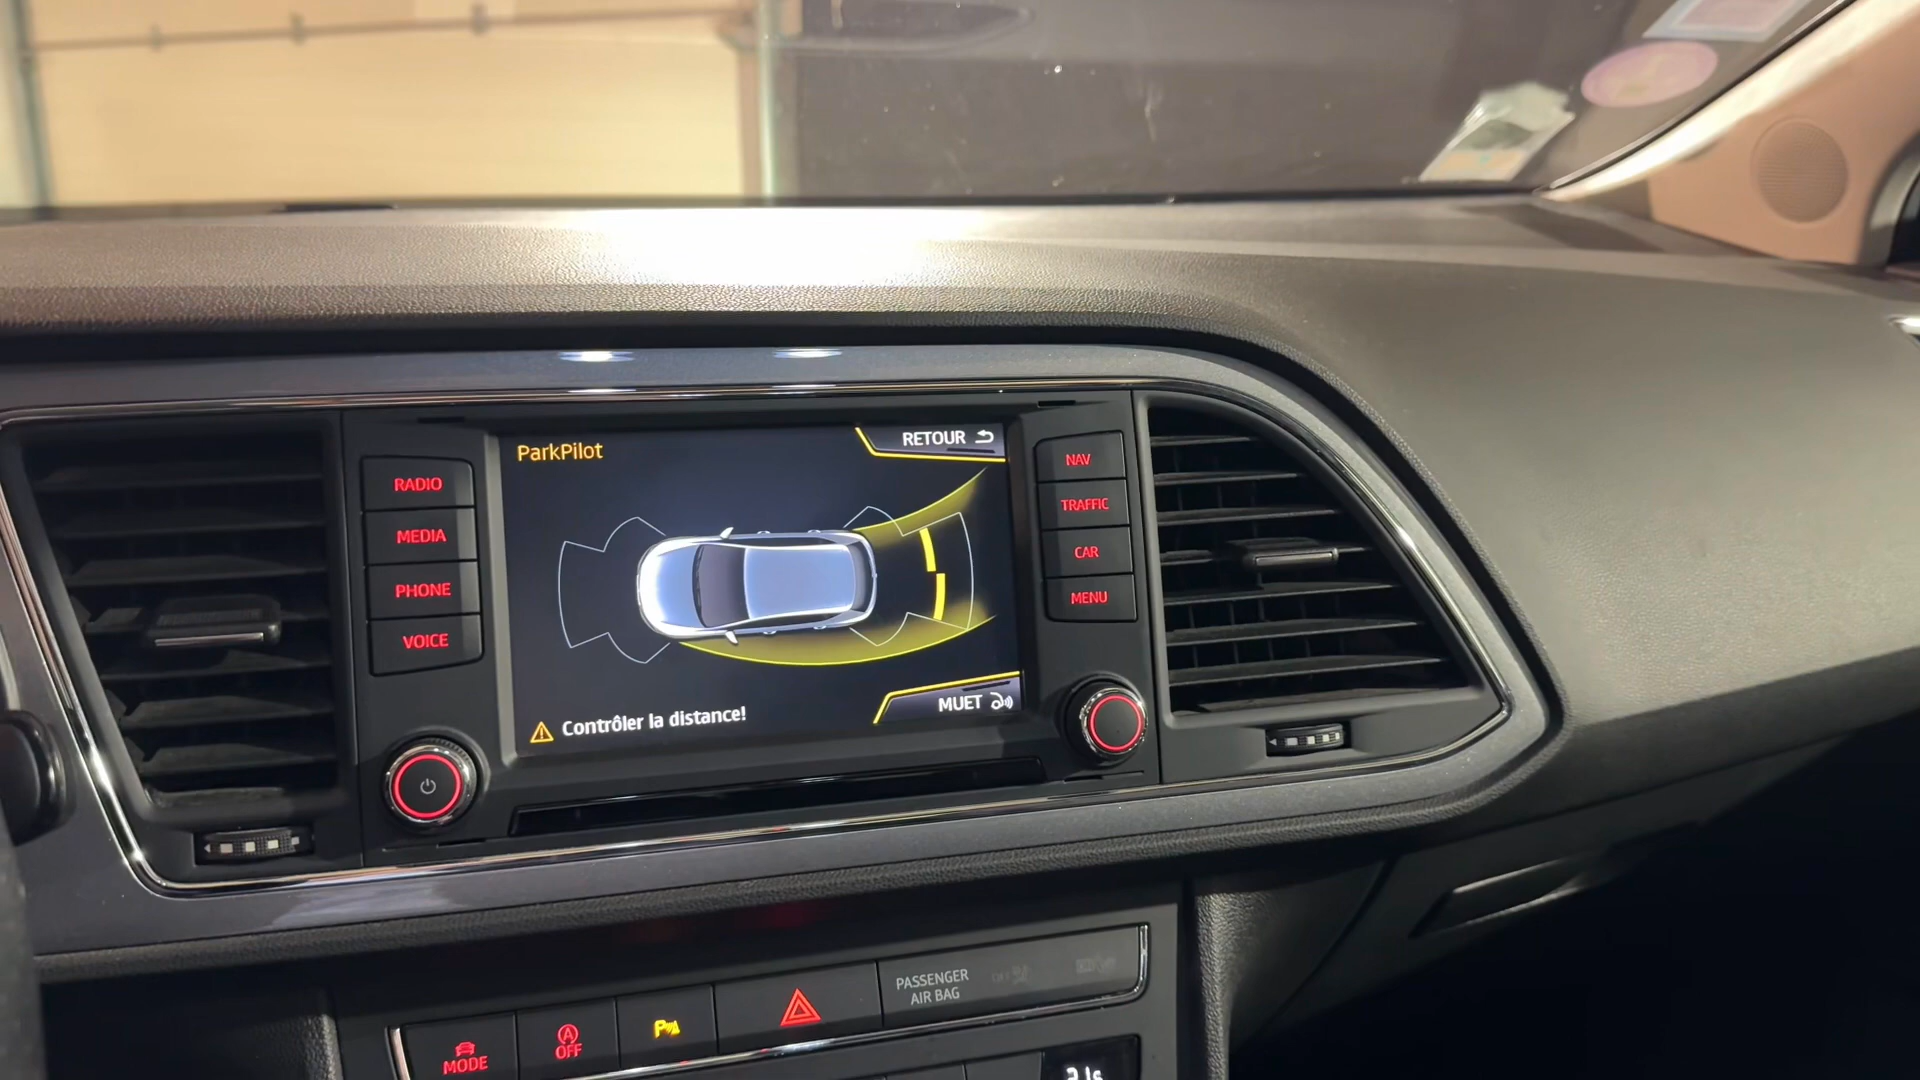 ParkPilot
RETOUR
RADIO
MEDIA
PHONE
VOICE
NAV
TRAFFIC
CAR
MENU
Contrôler la distance!
MUET
PASSENGER
AIR BAG
MODE
A
OFF
P